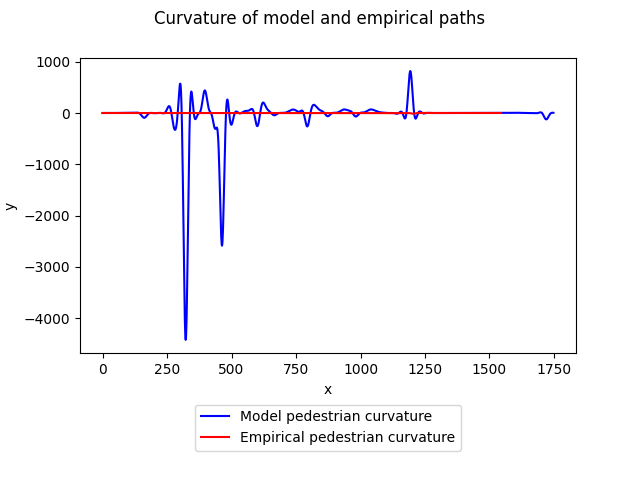 Curvature of model and empirical paths
1000
0
−1000
−2000
−3000
−4000
y
0 250 500 750 1000 1250 1500 1750
x
Model pedestrian curvature
Empirical pedestrian curvature